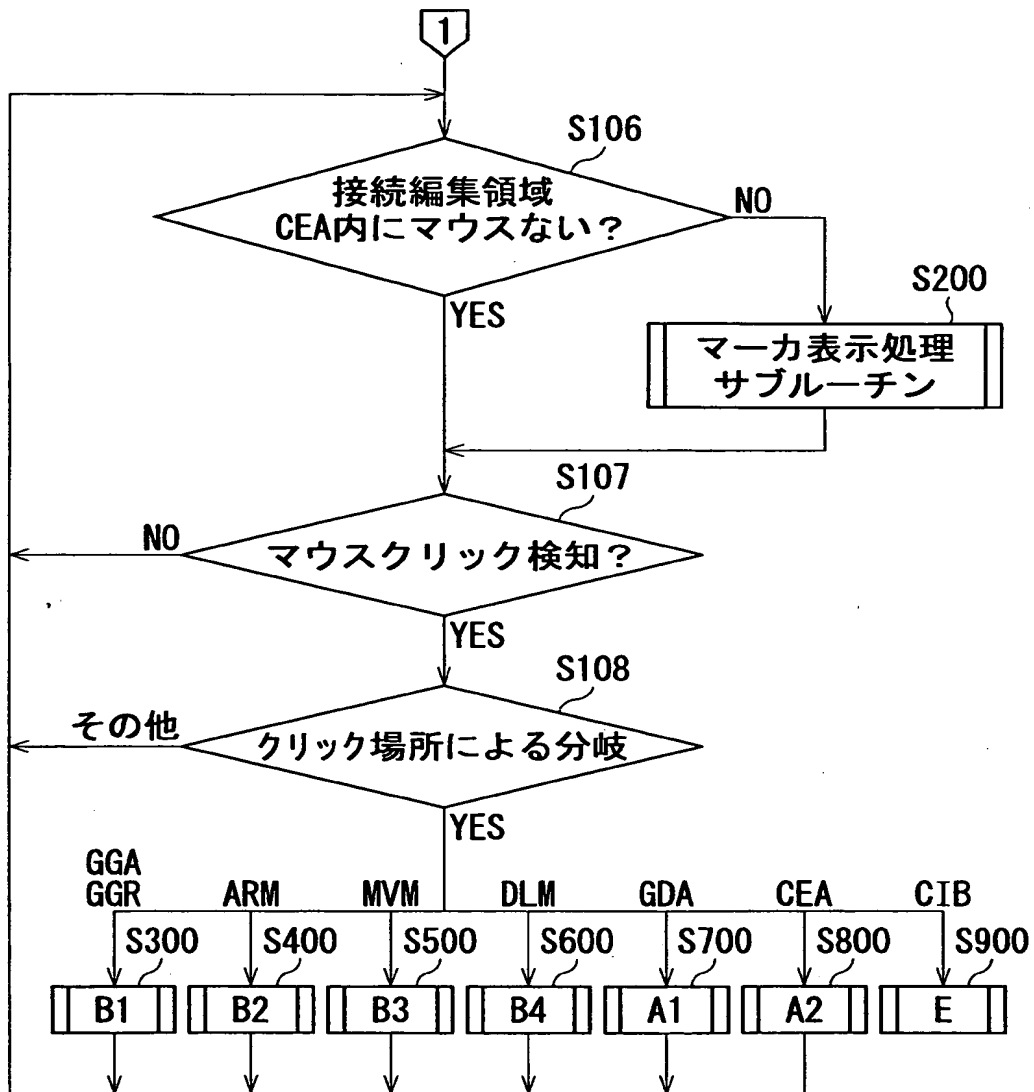 1
S106
接続編集領域
CEA内にマウスない？
NO
YES
S200
マーカ表示処理
サブルーチン
S107
NO
マウスクリック検知？
YES
S108
その他
クリック場所による分岐
YES
GGA
GGR
ARM
MVM
DLM
GDA
CEA
CIB
S300
S400
S500
S600
S700
S800
S900
B1
B2
B3
B4
A1
A2
E